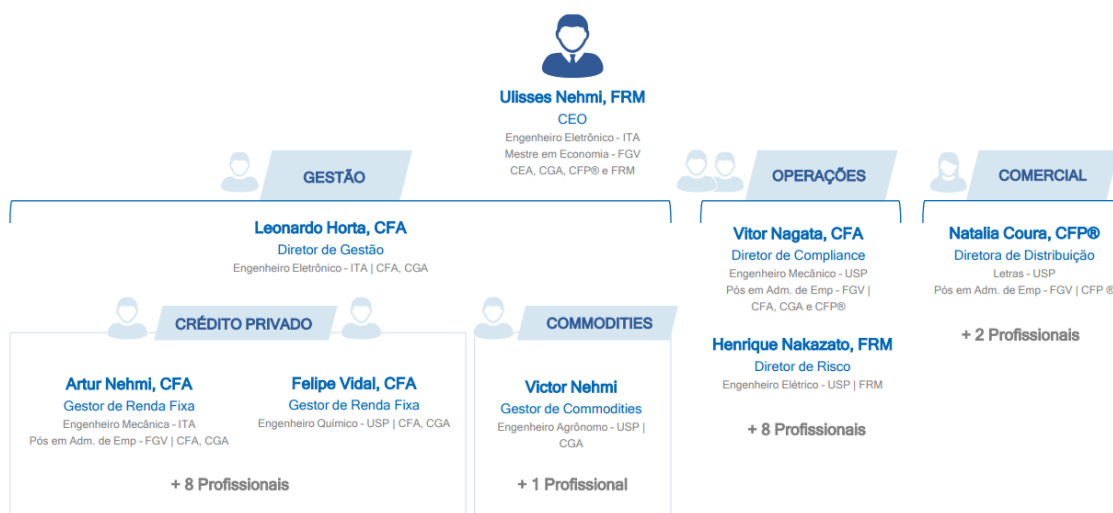 Ulisses Nehmi, FRM
CEO
Engenheiro Eletrônico - ITA
Mestre em Economia - FGV
CEA, CGA, CFP® e FRM
GESTÃO
Leonardo Horta, CFA
Diretor de Gestão
Engenheiro Eletrônico - ITA | CFA, CGA
CRÉDITO PRIVADO
Artur Nehmi, CFA
Gestor de Renda Fixa
Engenheiro Mecânica - ITA
Pós em Adm. de Emp - FGV | CFA, CGA
Felipe Vidal, CFA
Gestor de Renda Fixa
Engenheiro Químico - USP | CFA, CGA
+ 8 Profissionais
COMMODITIES
Victor Nehmi
Gestor de Commodities
Engenheiro Agrônomo - USP |
CGA
+ 1 Profissional
OPERAÇÕES
Vitor Nagata, CFA
Diretor de Compliance
Engenheiro Mecânico - USP
Pós em Adm. de Emp - FGV |
CFA, CGA e CFP®
Henrique Nakazato, FRM
Diretor de Risco
Engenheiro Elétrico - USP | FRM
+ 8 Profissionais
COMERCIAL
Natalia Coura, CFP®
Diretora de Distribuição
Letras - USP
Pós em Adm. de Emp - FGV | CFP ®
+ 2 Profissionais